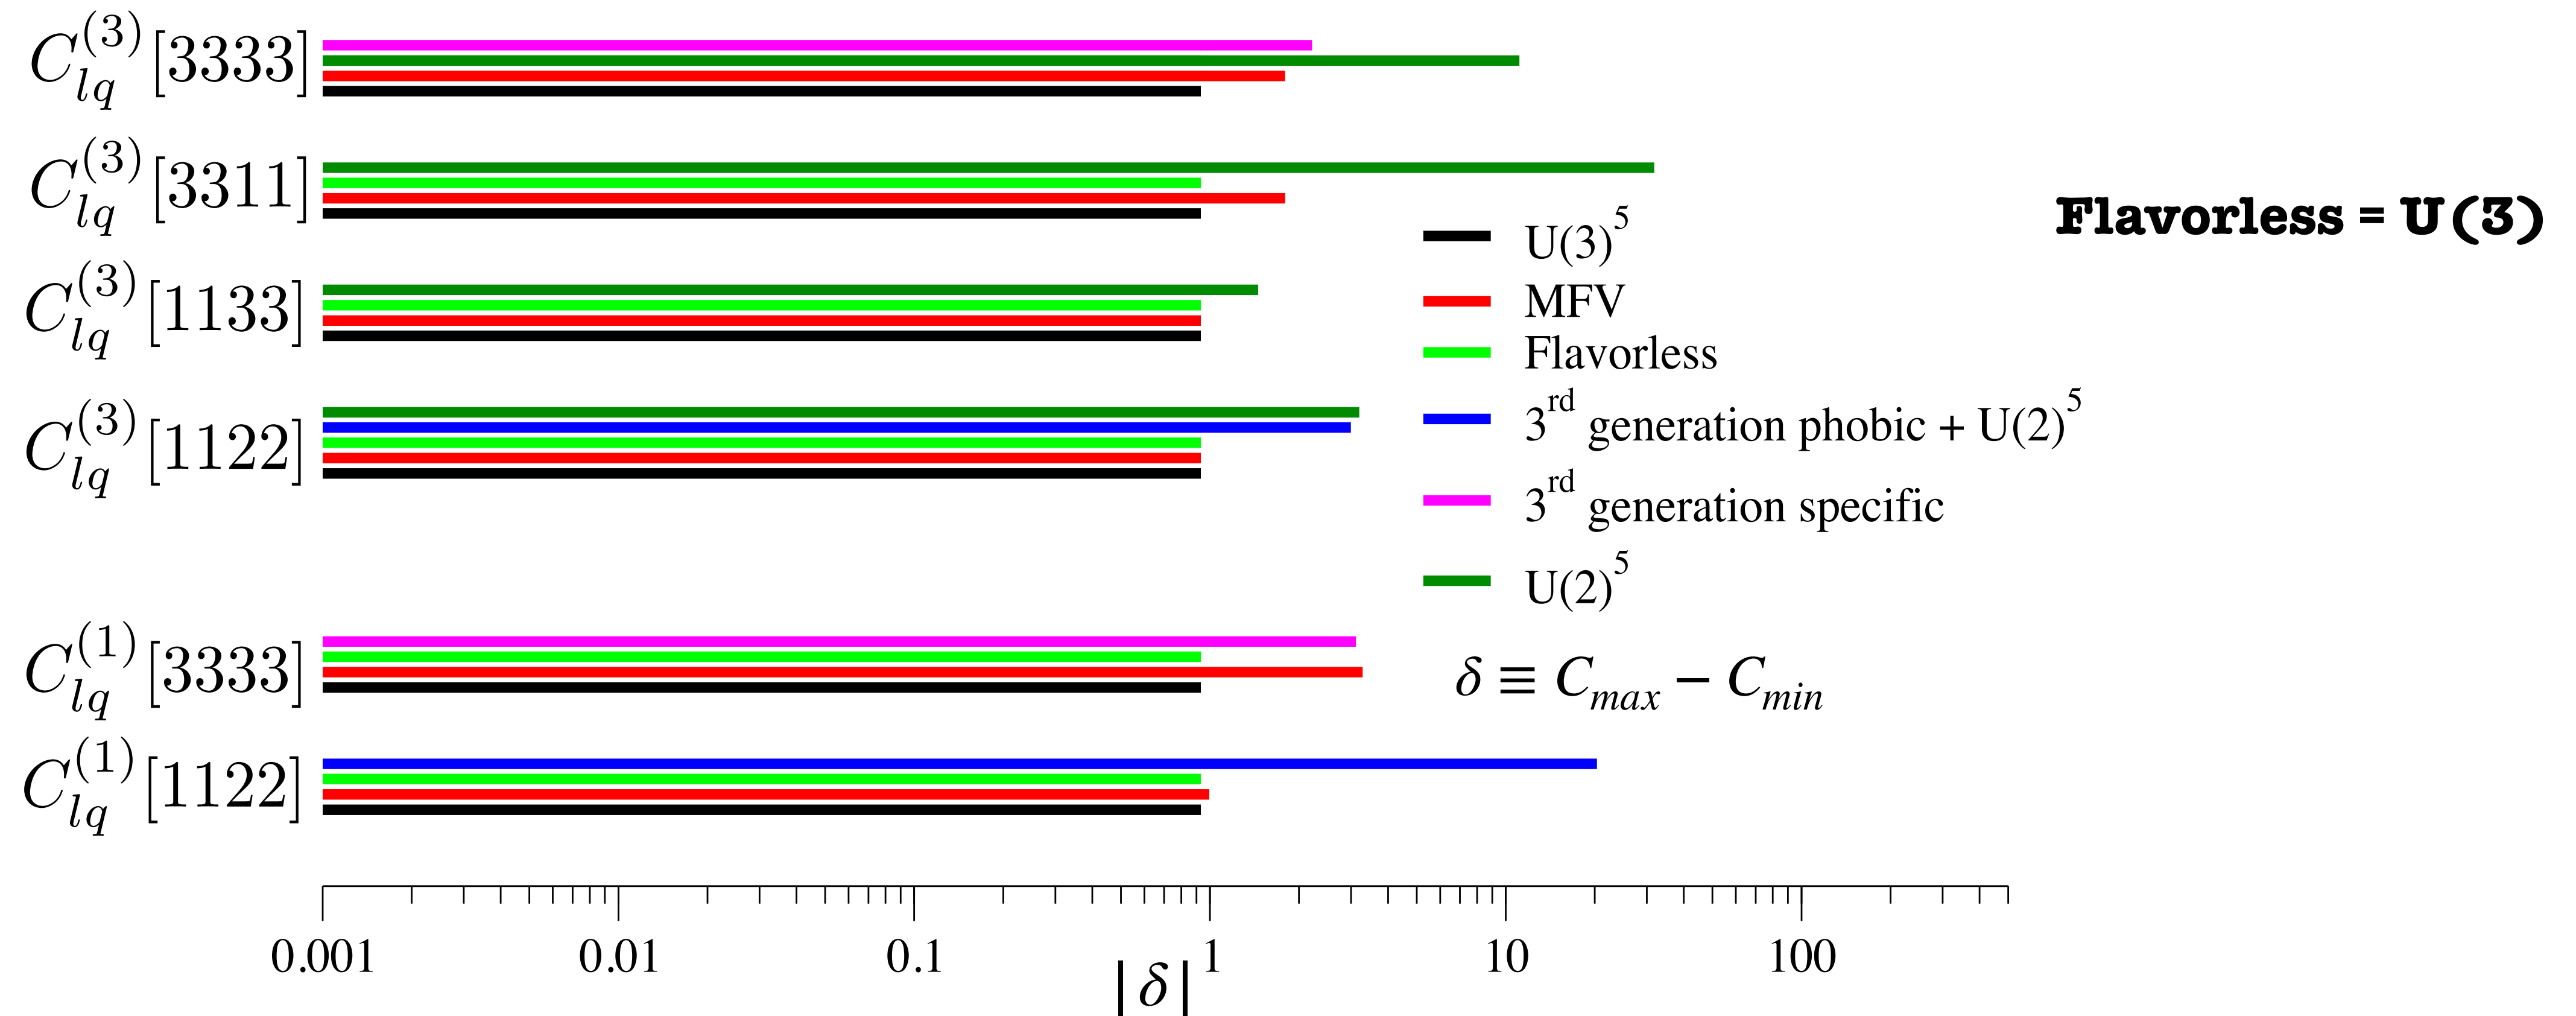 C_{lq}^{(3)}[3333]
C_{lq}^{(3)}[3311]
C_{lq}^{(3)}[1133]
C_{lq}^{(3)}[1122]
C_{lq}^{(1)}[3333]
C_{lq}^{(1)}[1122]
U(3)^5
MFV
Flavorless
3^{rd} generation phobic + U(2)^5
3^{rd} generation specific
U(2)^5
δ ≡ C_{max} − C_{min}
Flavorless = U(3)
0.001 0.01 0.1 1 10 100
|δ|